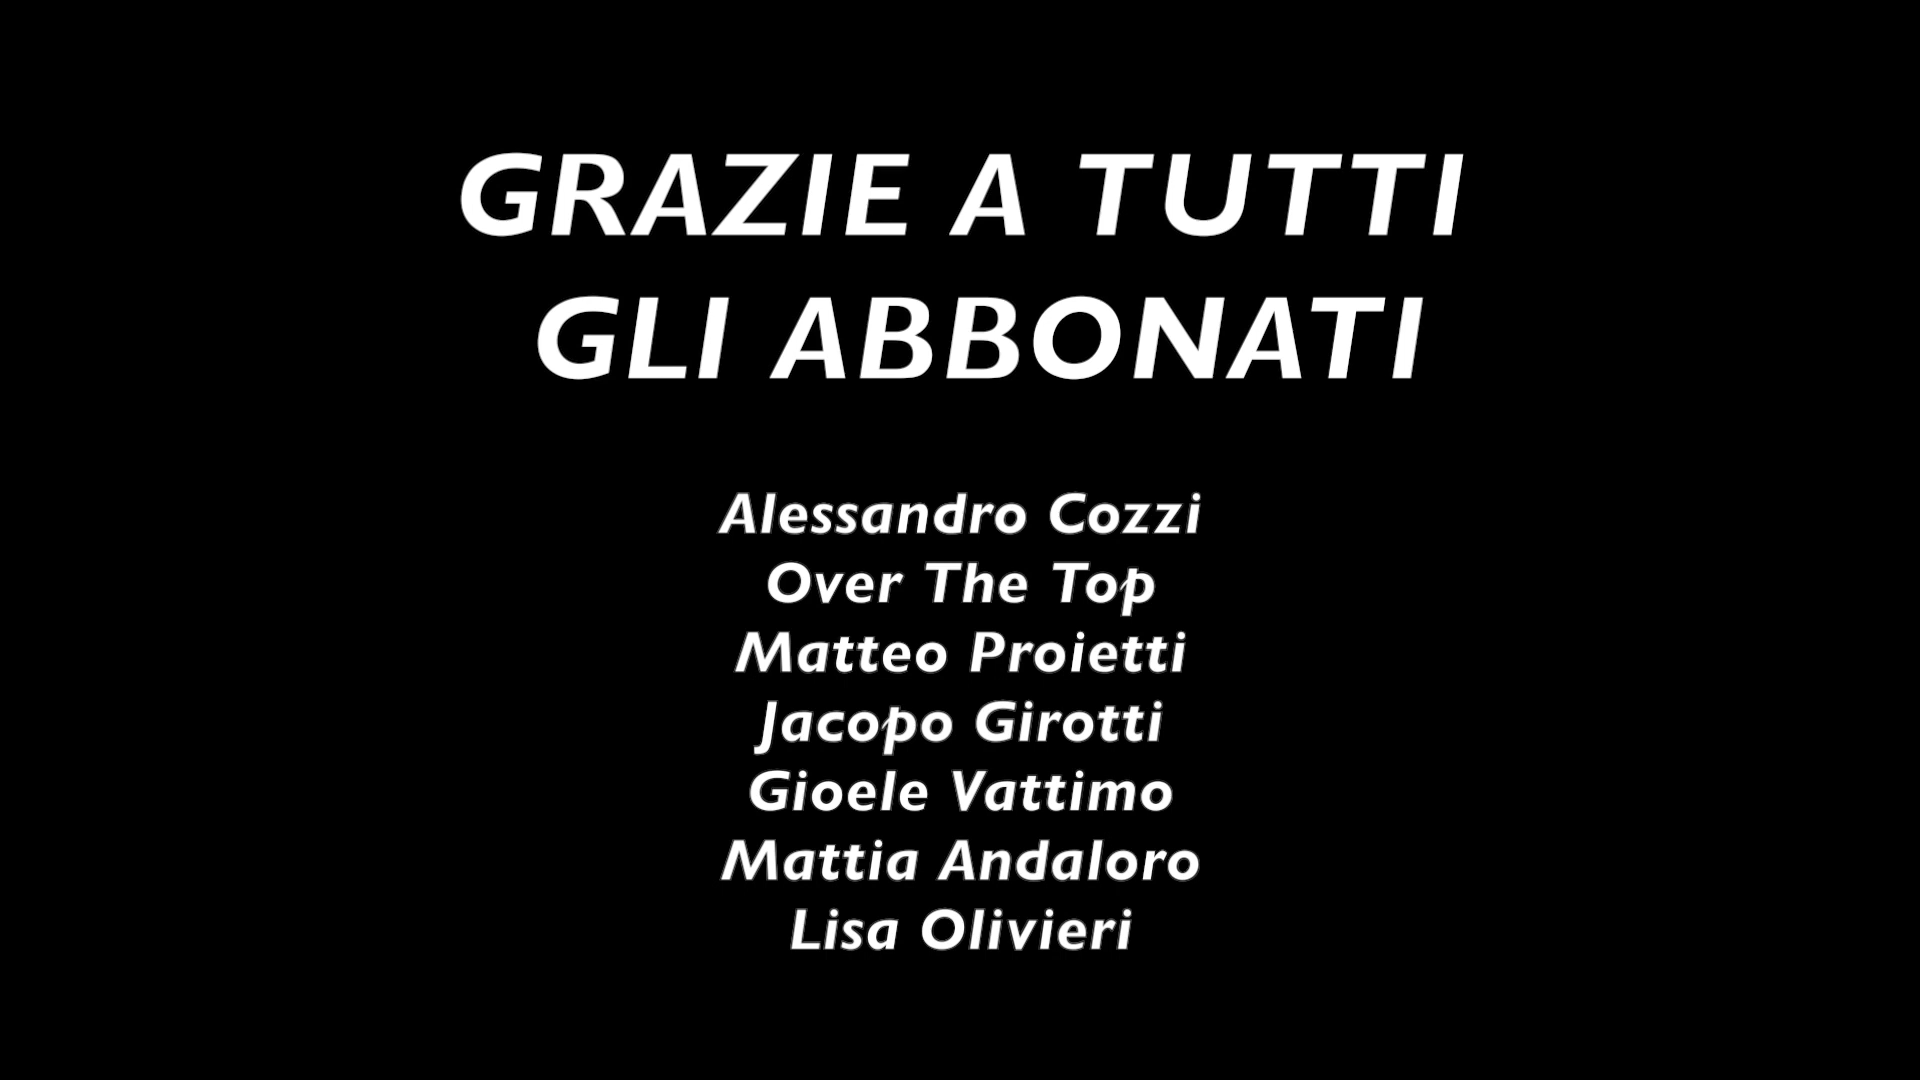 GRAZIE A TUTTI
GLI ABBONATI
Alessandro Cozzi
Over The Top
Matteo Proietti
Jacopo Girotti
Gioele Vattimo
Mattia Andaloro
Lisa Olivieri